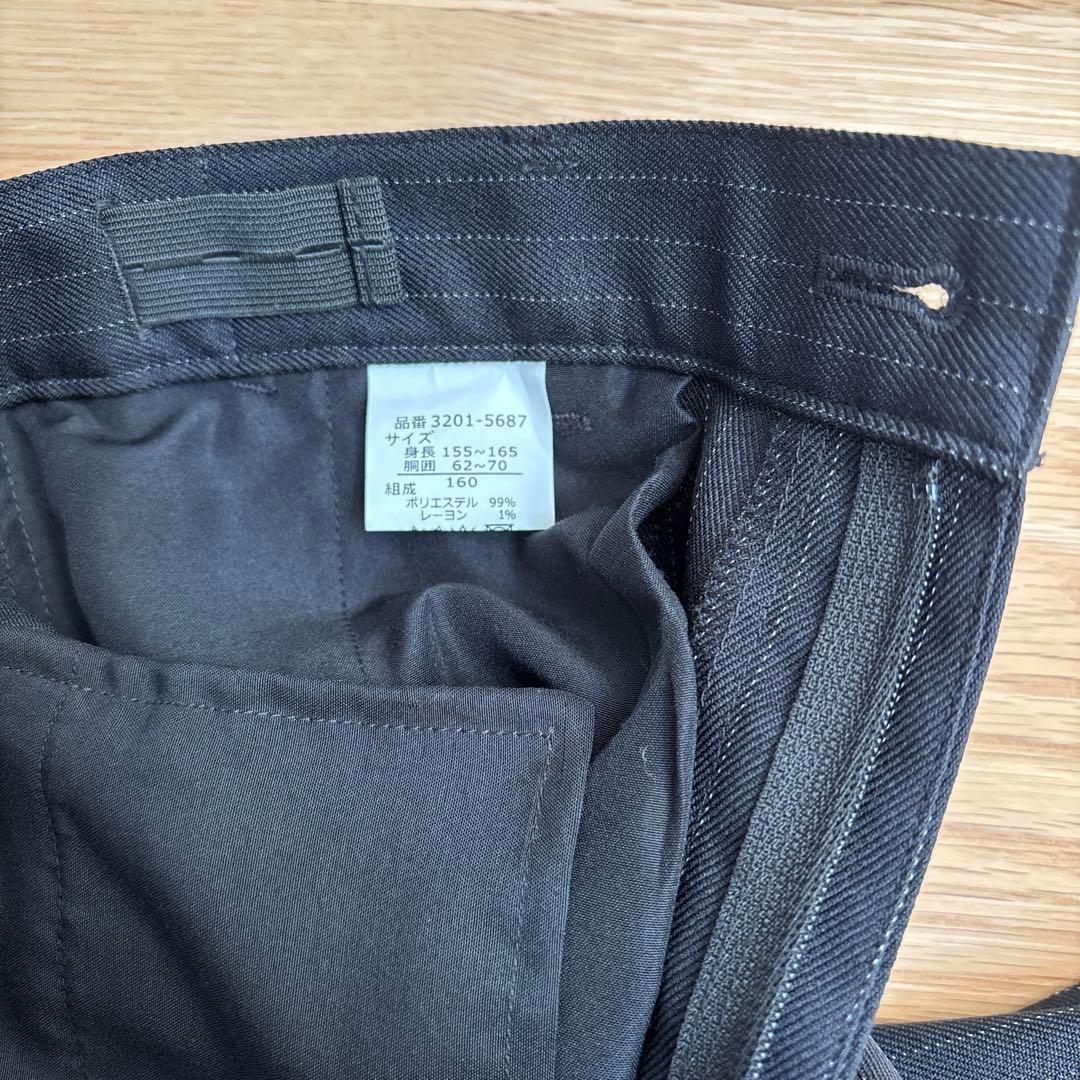 品番 3201-5687
サイズ
身長 155~165
胴囲 62~70
160
組成
ポリエステル 99%
レーヨン 1%